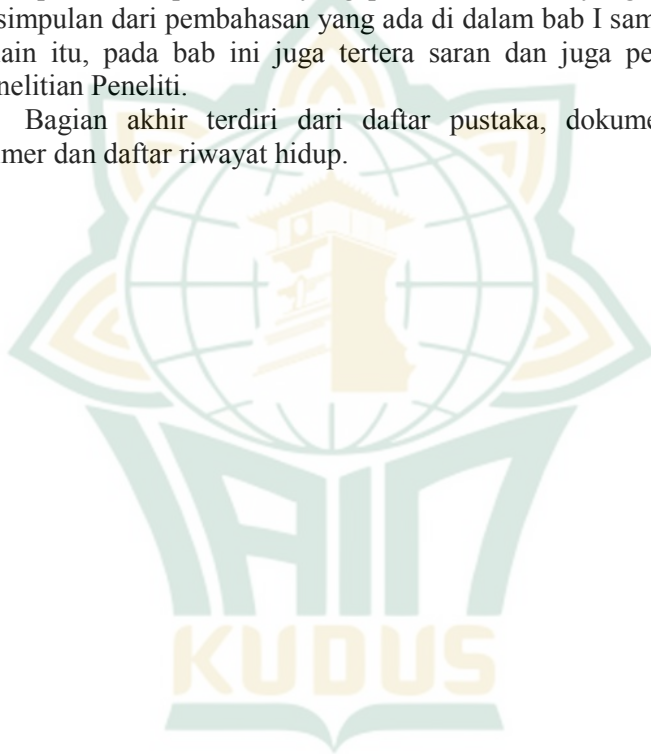 simpulan dari pembahasan yang ada di dalam bab I sam
ain itu, pada bab ini juga tertera saran dan juga pe
nelitian Peneliti.
Bagian akhir terdiri dari daftar pustaka, dokume
mer dan daftar riwayat hidup.
IAIN
KUDUS